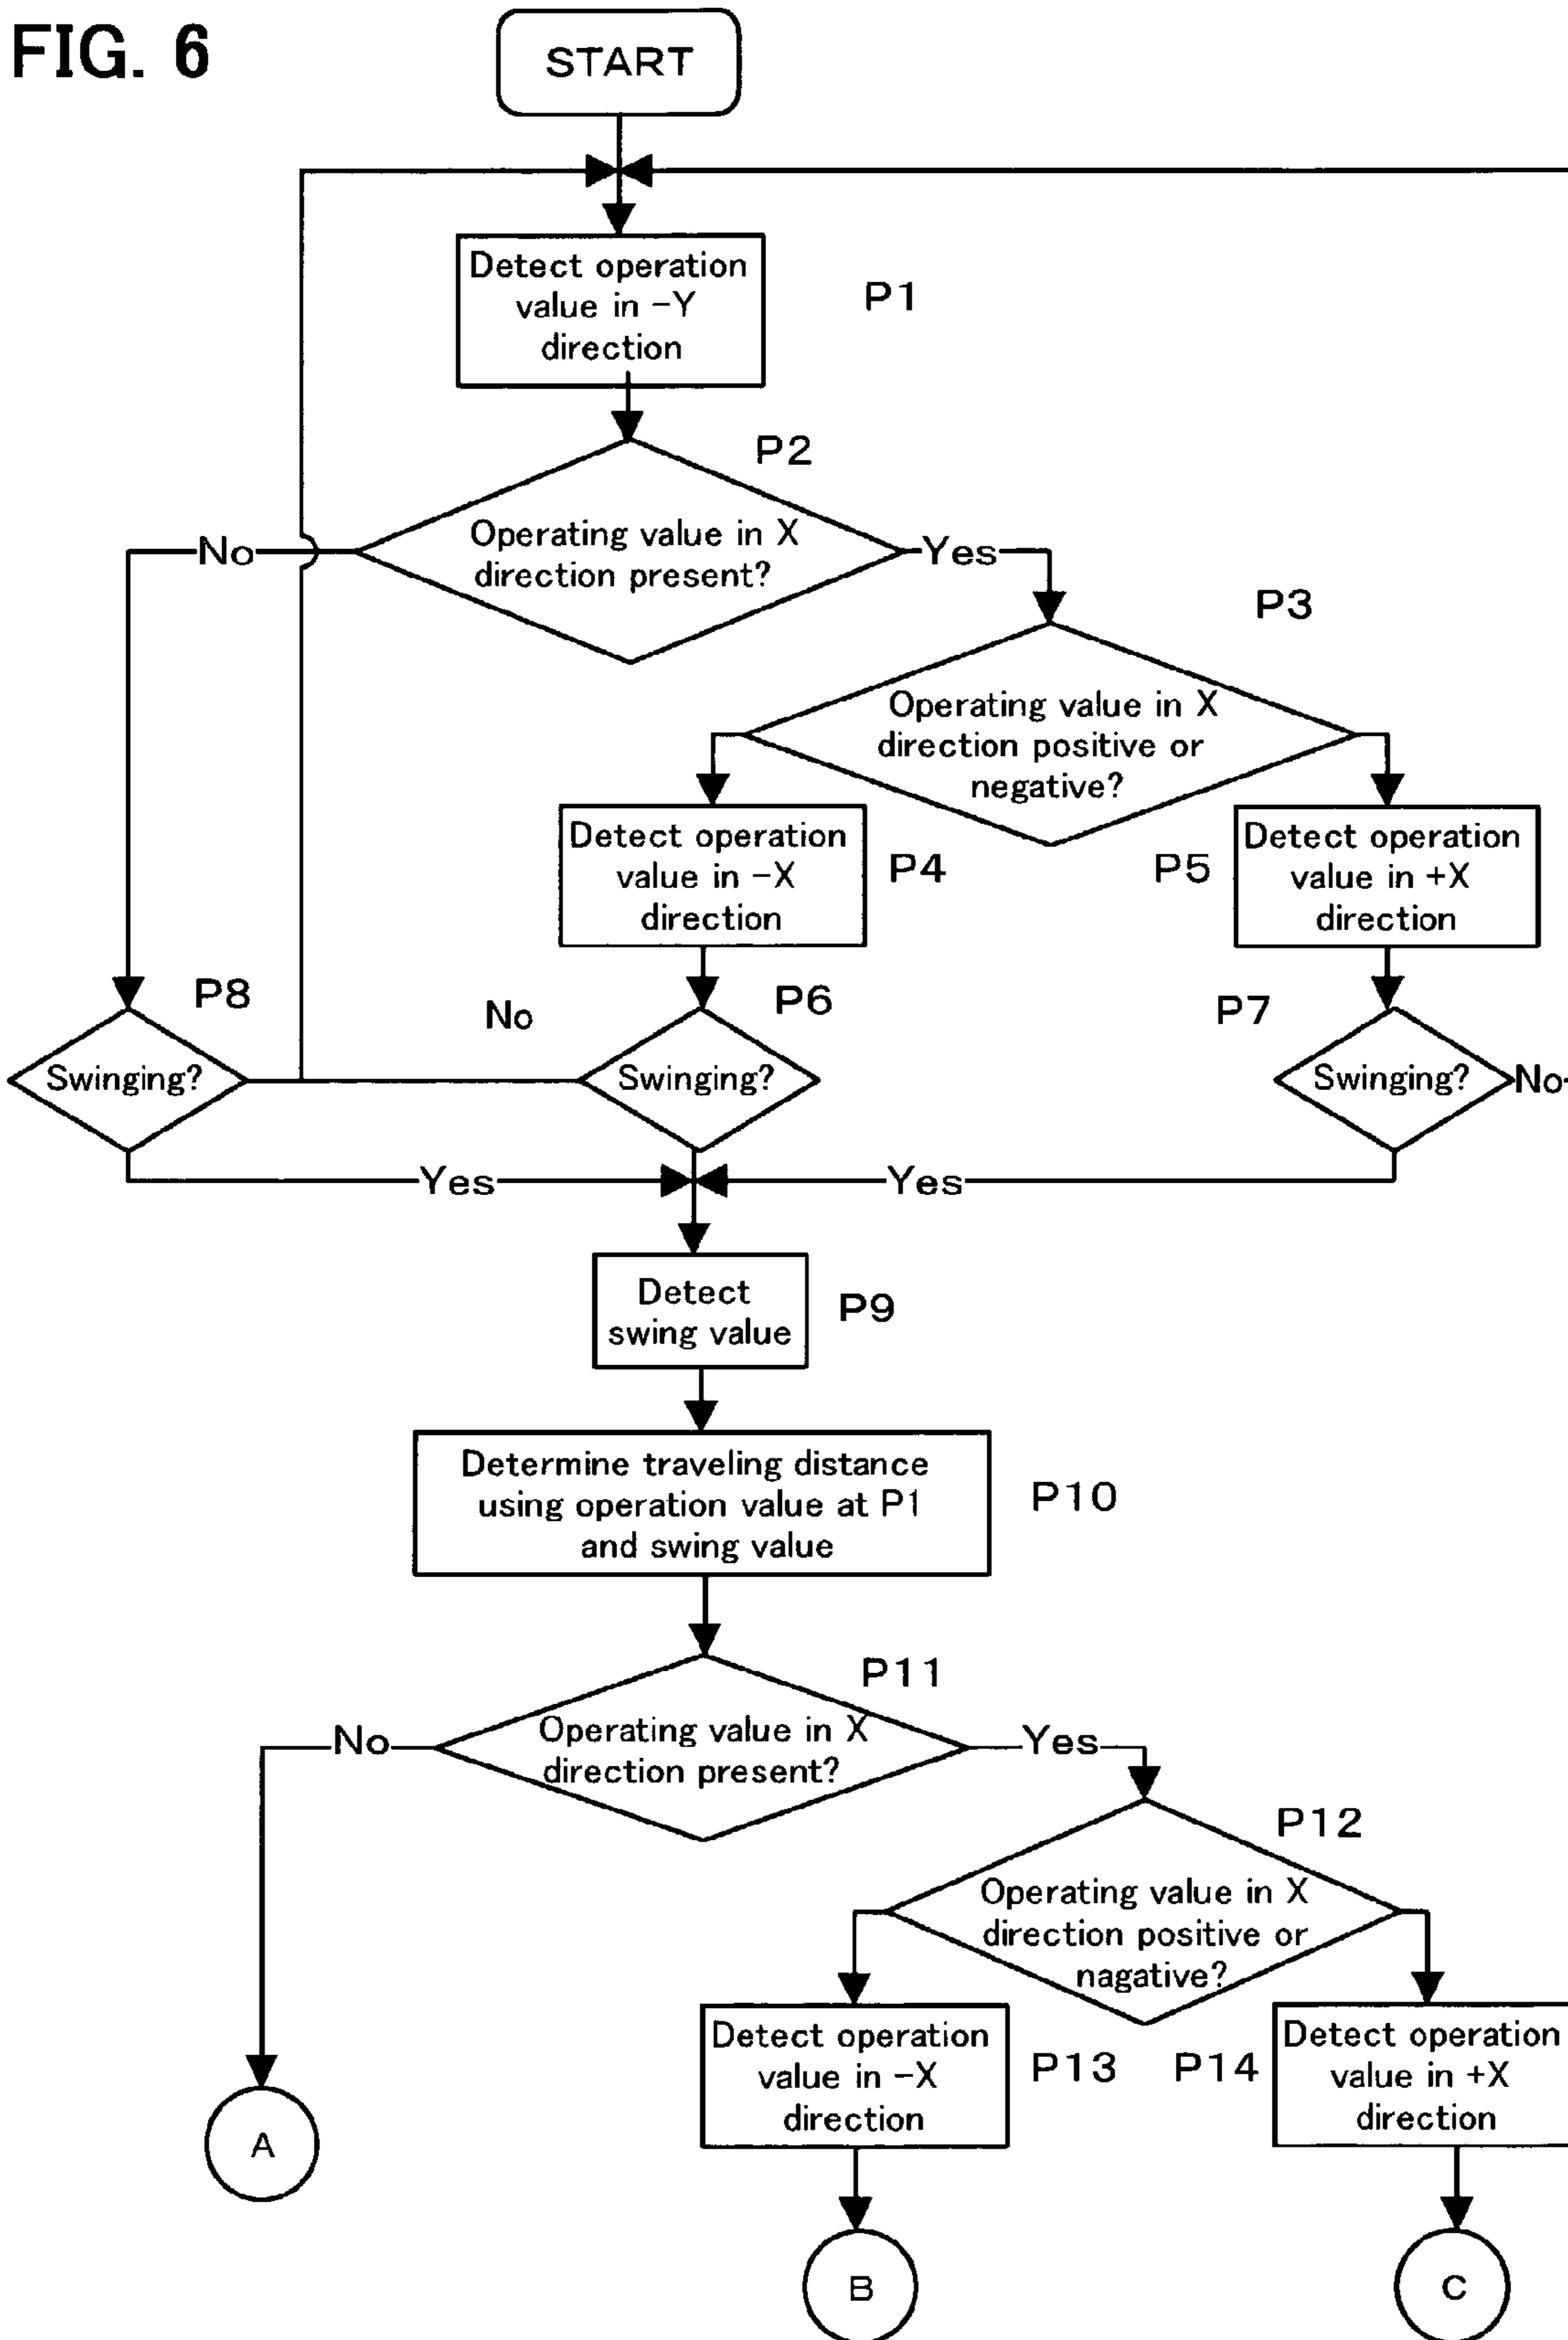 FIG. 6
START
Detect operation
value in -Y
direction
P1
P2
Operating value in X
direction present?
No
Yes
P3
Operating value in X
direction positive or
negative?
Detect operation
value in -X
direction
P4
P5
Detect operation
value in +X
direction
P8
No
P6
P7
Swinging?
Swinging?
Swinging?
No
Yes
Yes
Detect
swing value
P9
Determine traveling distance
using operation value at P1
and swing value
P10
P11
Operating value in X
direction present?
No
Yes
P12
Operating value in X
direction positive or
nagative?
Detect operation
value in -X
direction
P13
P14
Detect operation
value in +X
direction
A
B
C